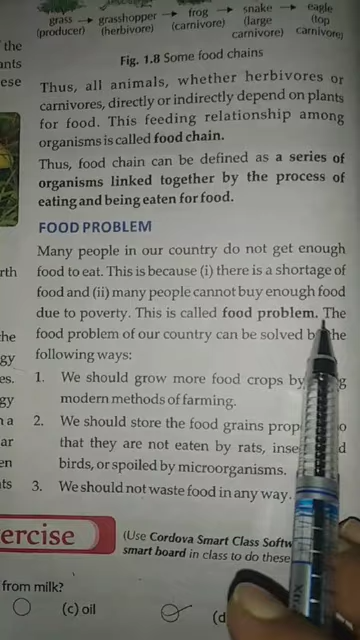 grass → grasshopper → frog → snake → eagle
(producer) (herbivore) (carnivore) (large (top
carnivore) carnivore)
Fig. 1.8 Some food chains
the
ants
ese
Thus, all animals, whether herbivores or
carnivores, directly or indirectly depend on plants
for food. This feeding relationship among
organisms is called food chain.
Thus, food chain can be defined as a series of
organisms linked together by the process of
eating and being eaten for food.
FOOD PROBLEM
Many people in our country do not get enough
food to eat. This is because (i) there is a shortage of
food and (ii) many people cannot buy enough food
due to poverty. This is called food problem. The
food problem of our country can be solved the
following ways:
1. We should grow more food crops by
modern methods of farming.
2. We should store the food grains
that they are not eaten by rats,
birds, or spoiled by microorganisms.
3. We should not waste food in any way.
rth
he
gy
es.
gy
n a
ar
en
ts
ercise
(Use Cordova Smart Class
smart board in class to do these
from milk?
(c) oil
(d